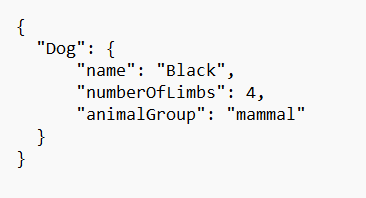 {
  "Dog": {
      "name": "Black",
      "numberOfLimbs": 4,
      "animalGroup": "mammal"
  }
}